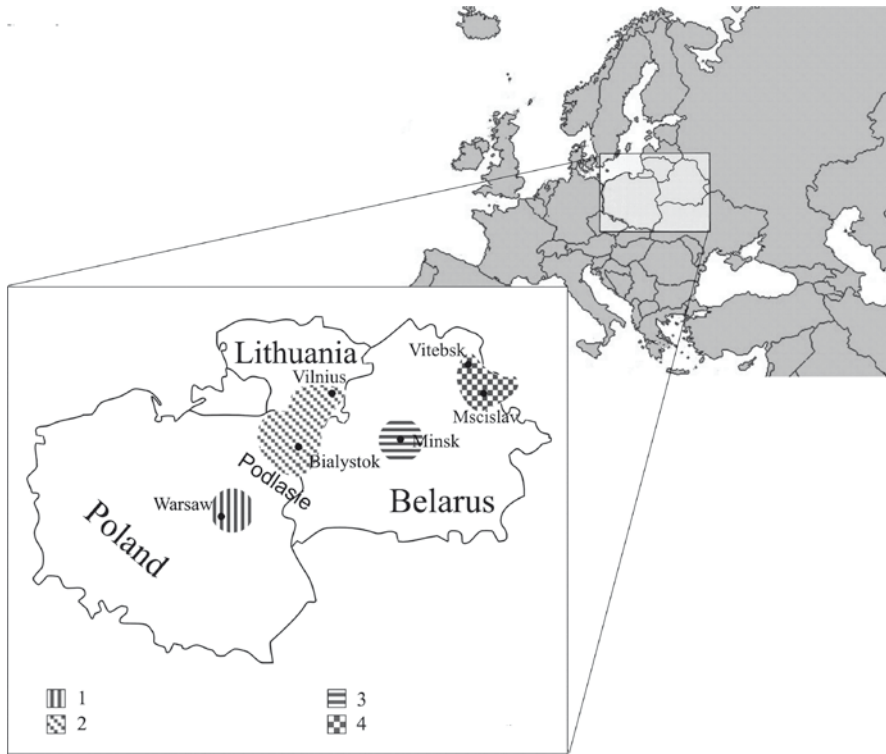 Lithuania
Vitebsk
Vilnius
Mscislav
Minsk
Bialystok
Podlasie
Warsaw
Belarus
Poland
1
3
2
4